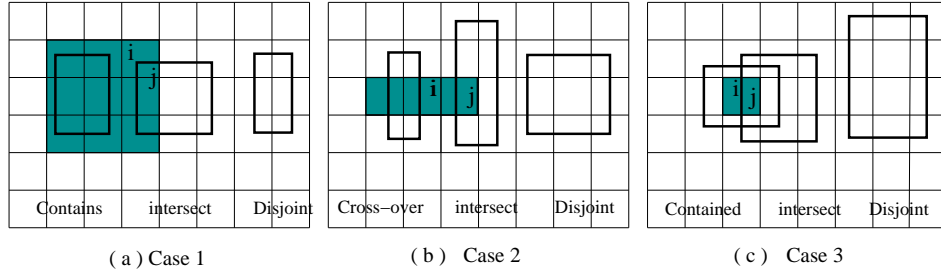 i
j
Contains intersect Disjoint
( a ) Case 1
i
j
Cross−over intersect Disjoint
( b ) Case 2
i
j
Contained intersect Disjoint
( c ) Case 3